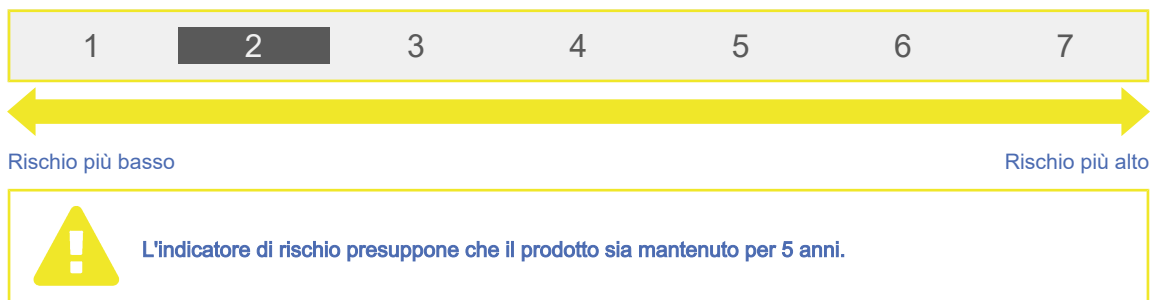 1 2 3 4 5 6 7
Rischio più basso Rischio più alto
L'indicatore di rischio presuppone che il prodotto sia mantenuto per 5 anni.